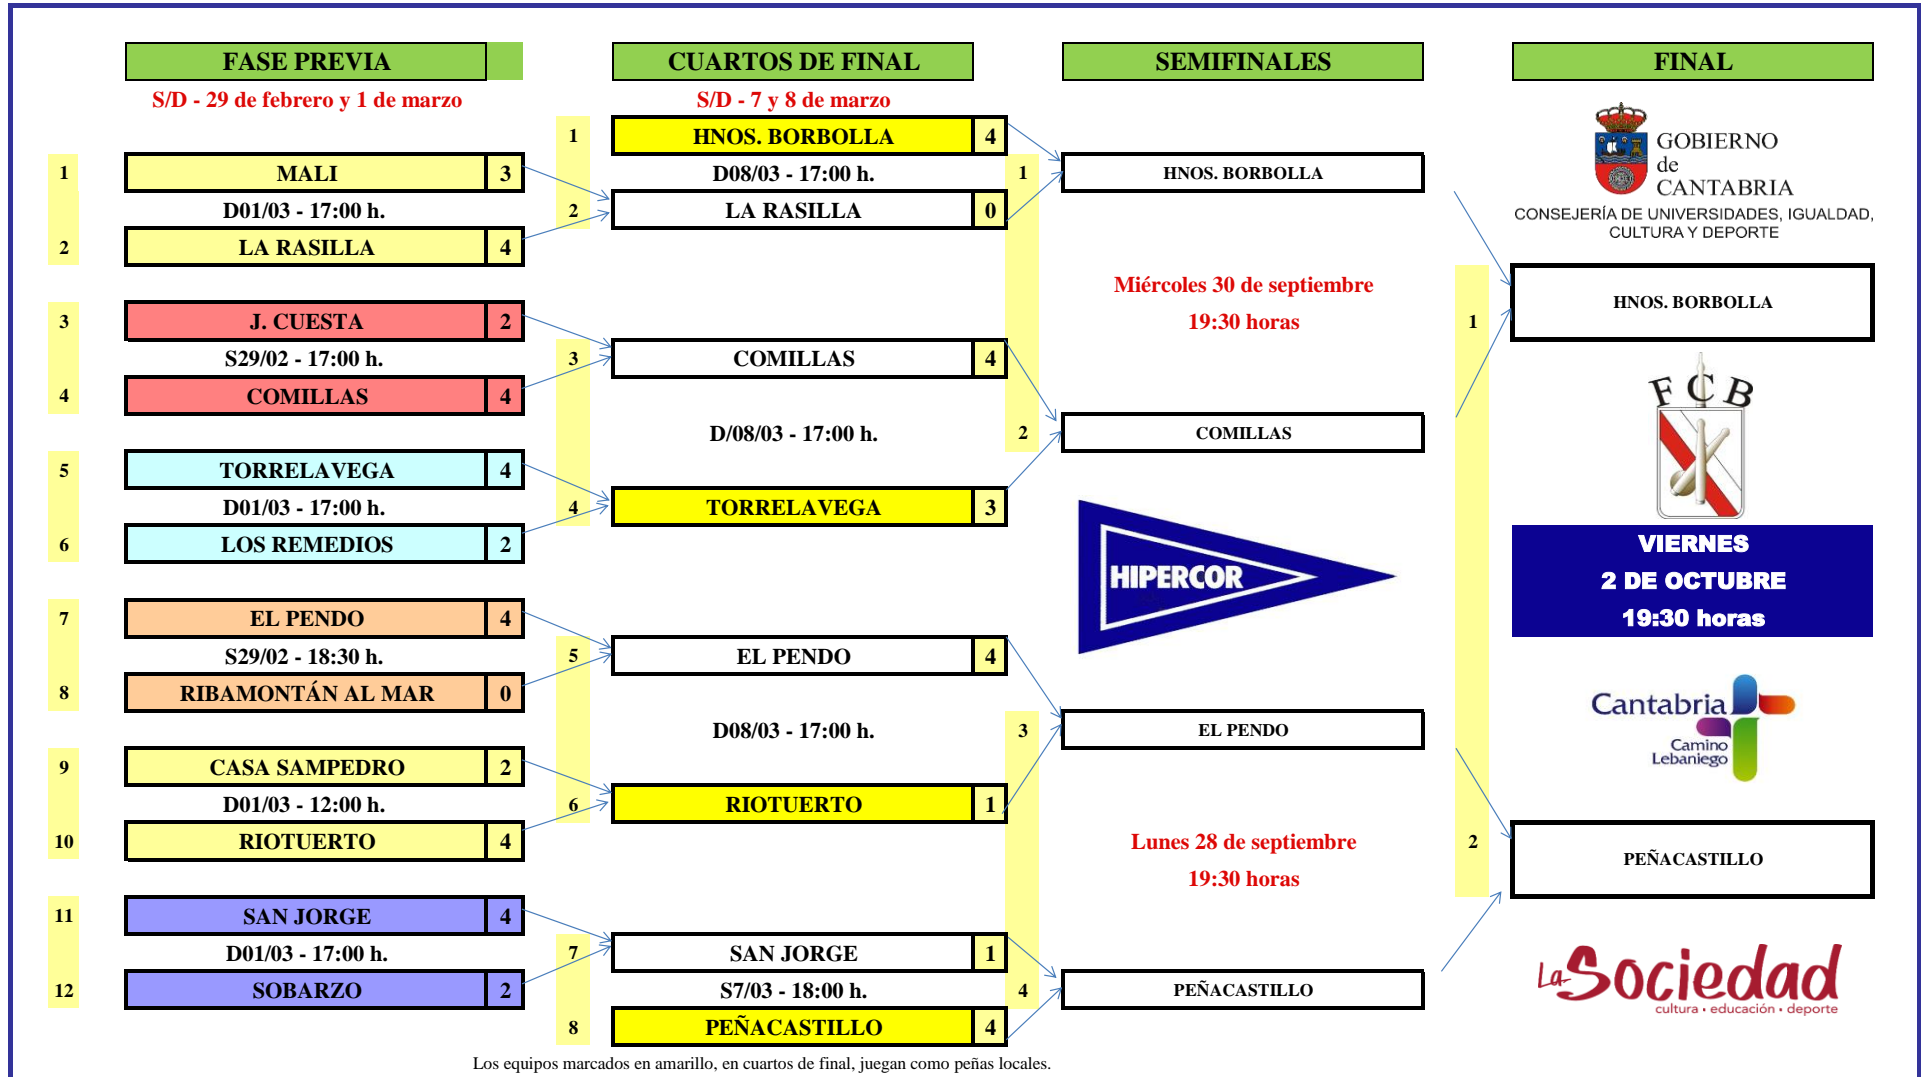 FASE PREVIA
S/D - 29 de febrero y 1 de marzo
1 MALI 3
D01/03 - 17:00 h.
2 LA RASILLA 4
3 J. CUESTA 2
S29/02 - 17:00 h.
4 COMILLAS 4
5 TORRELAVEGA 4
D01/03 - 17:00 h.
6 LOS REMEDIOS 2
7 EL PENDO 4
S29/02 - 18:30 h.
8 RIBAMONTÁN AL MAR 0
9 CASA SAMPEDRO 2
D01/03 - 12:00 h.
10 RIOTUERTO 4
11 SAN JORGE 4
D01/03 - 17:00 h.
12 SOBARZO 2
CUARTOS DE FINAL
S/D - 7 y 8 de marzo
1 HNOS. BORBOLLA 4
D08/03 - 17:00 h.
2 LA RASILLA 0
3 COMILLAS 4
D/08/03 - 17:00 h.
4 TORRELAVEGA 3
5 EL PENDO 4
D08/03 - 17:00 h.
6 RIOTUERTO 1
7 SAN JORGE 1
S7/03 - 18:00 h.
8 PEÑACASTILLO 4
SEMIFINALES
1 HNOS. BORBOLLA
Miércoles 30 de septiembre
19:30 horas
2 COMILLAS
HIPERCOR
3 EL PENDO
Lunes 28 de septiembre
19:30 horas
4 PEÑACASTILLO
FINAL
GOBIERNO
de
CANTABRIA
CONSEJERÍA DE UNIVERSIDADES, IGUALDAD,
CULTURA Y DEPORTE
1 HNOS. BORBOLLA
FCB
VIERNES
2 DE OCTUBRE
19:30 horas
Cantabria
Camino
Lebaniego
2 PEÑACASTILLO
La Sociedad
cultura • educación • deporte
Los equipos marcados en amarillo, en cuartos de final, juegan como peñas locales.